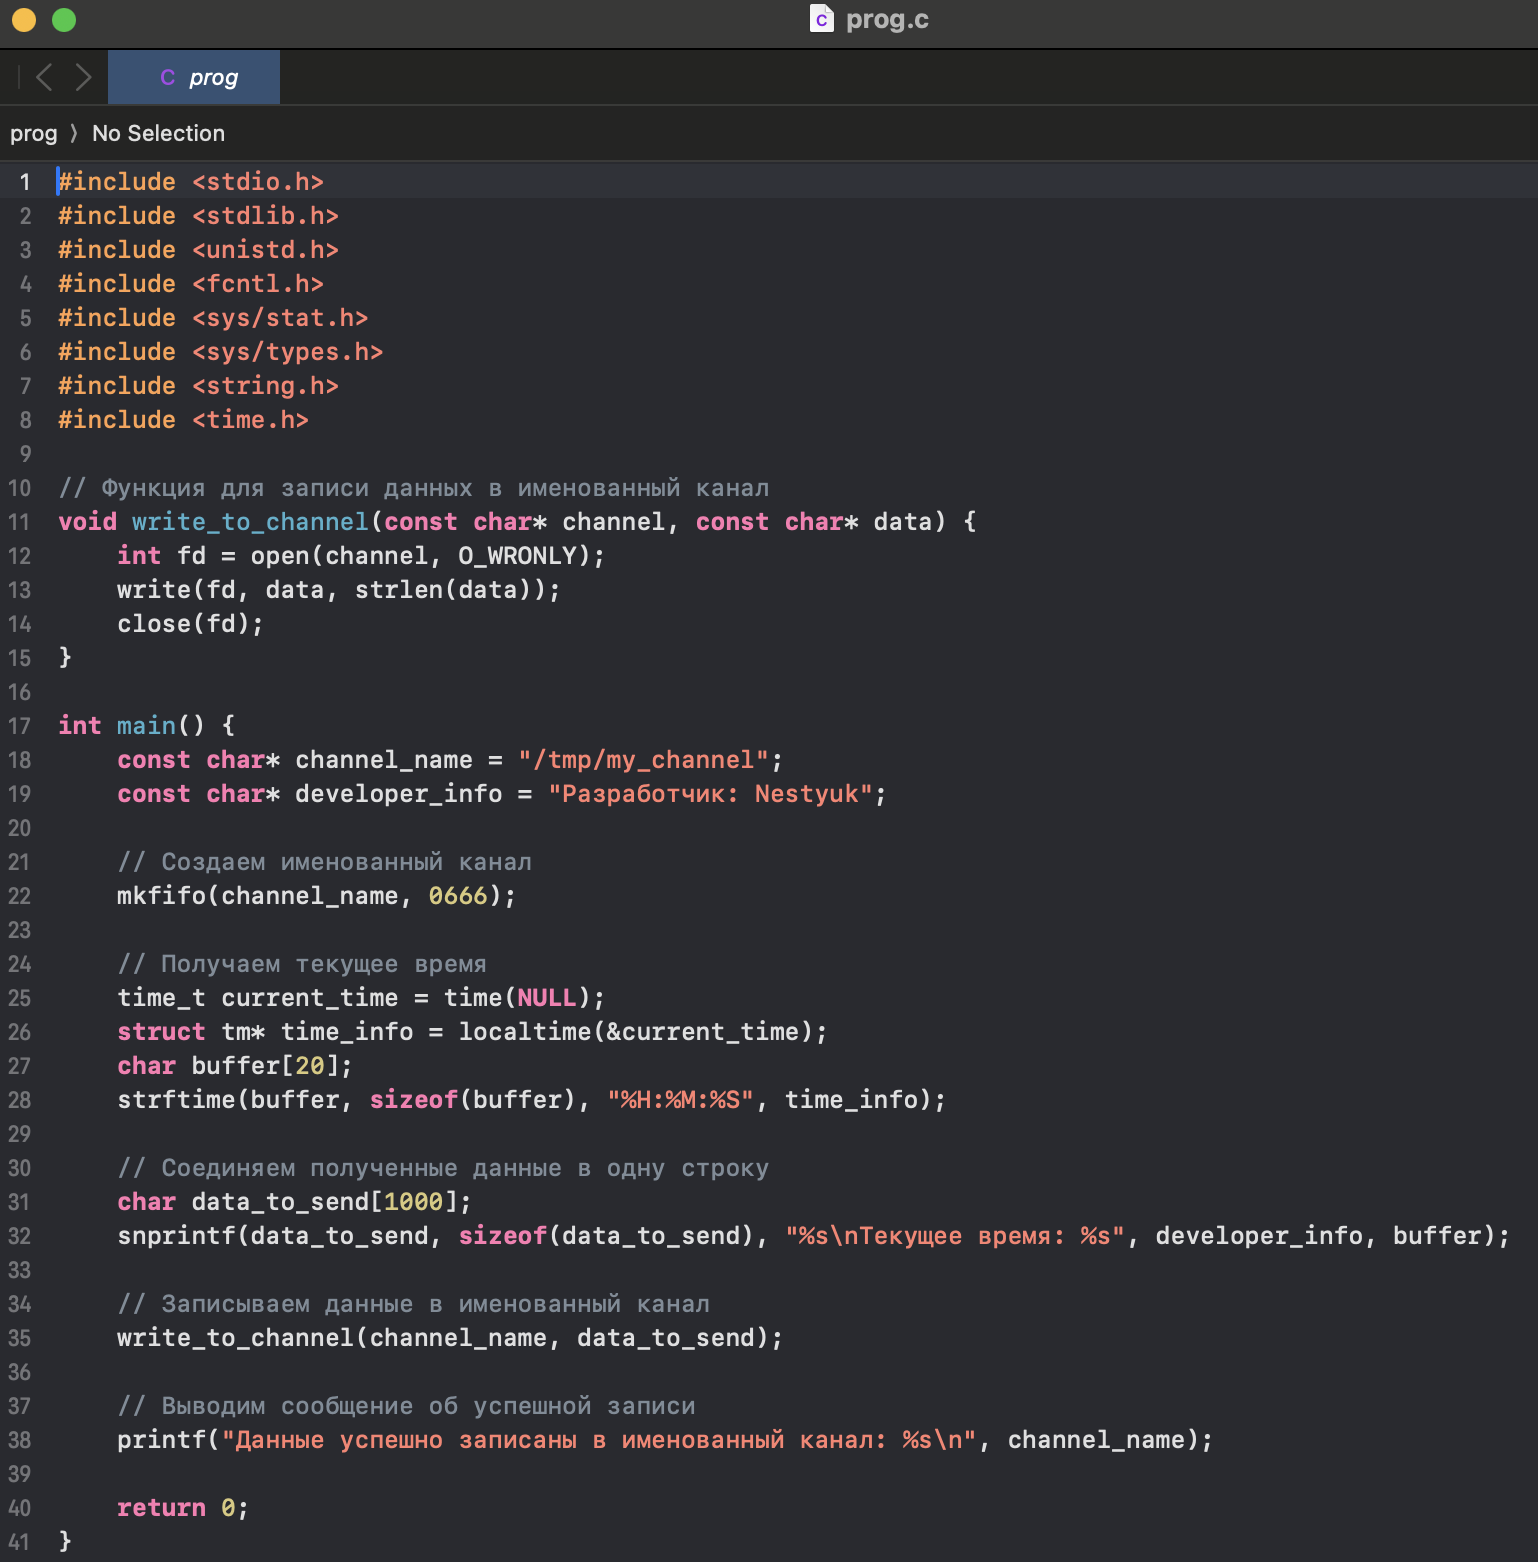 prog.c
prog
prog 〉 No Selection
1 #include <stdio.h>
2 #include <stdlib.h>
3 #include <unistd.h>
4 #include <fcntl.h>
5 #include <sys/stat.h>
6 #include <sys/types.h>
7 #include <string.h>
8 #include <time.h>
9
10 // Функция для записи данных в именованный канал
11 void write_to_channel(const char* channel, const char* data) {
12     int fd = open(channel, O_WRONLY);
13     write(fd, data, strlen(data));
14     close(fd);
15 }
16
17 int main() {
18     const char* channel_name = "/tmp/my_channel";
19     const char* developer_info = "Разработчик: Nestyuk";
20
21     // Создаем именованный канал
22     mkfifo(channel_name, 0666);
23
24     // Получаем текущее время
25     time_t current_time = time(NULL);
26     struct tm* time_info = localtime(&current_time);
27     char buffer[20];
28     strftime(buffer, sizeof(buffer), "%H:%M:%S", time_info);
29
30     // Соединяем полученные данные в одну строку
31     char data_to_send[1000];
32     snprintf(data_to_send, sizeof(data_to_send), "%s\nТекущее время: %s", developer_info, buffer);
33
34     // Записываем данные в именованный канал
35     write_to_channel(channel_name, data_to_send);
36
37     // Выводим сообщение об успешной записи
38     printf("Данные успешно записаны в именованный канал: %s\n", channel_name);
39
40     return 0;
41 }